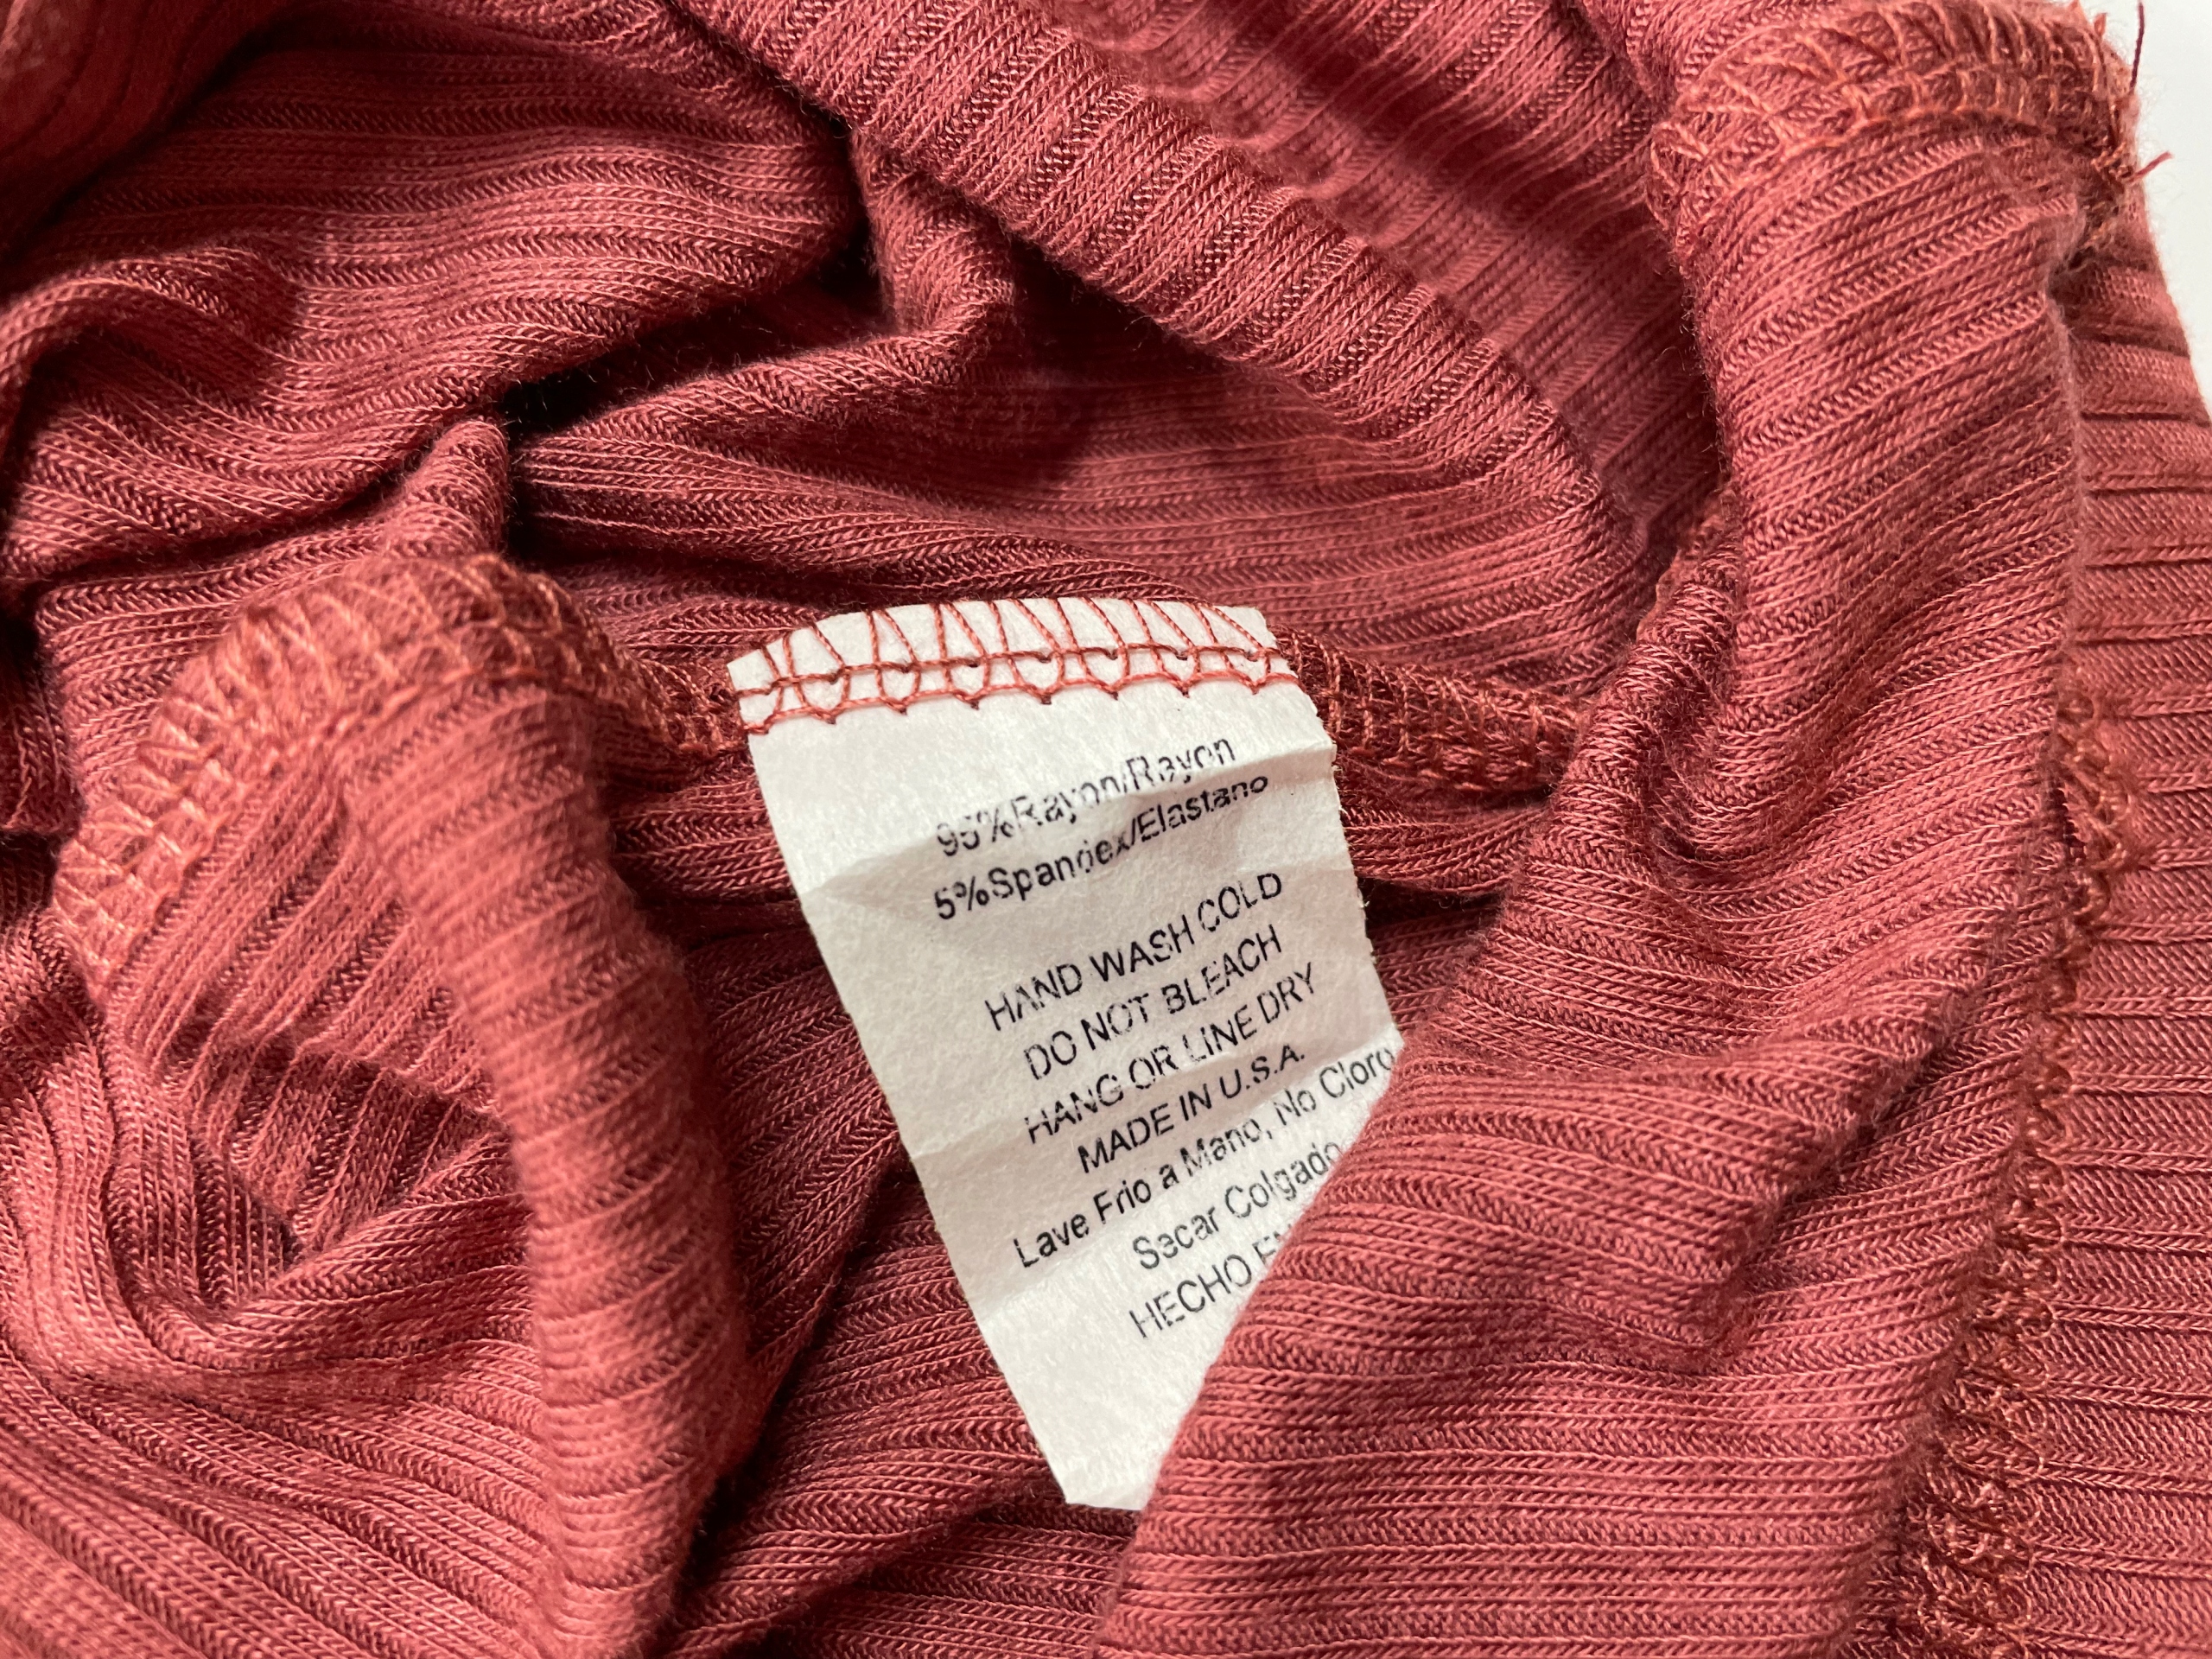 95%Rayon/Rayon
5%Spandex/Elastano
HAND WASH COLD
DO NOT BLEACH
HANG OR LINE DRY
MADE IN U.S.A.
Lave Frio a Mano, No Cloro
Secar Colgado
HECHO